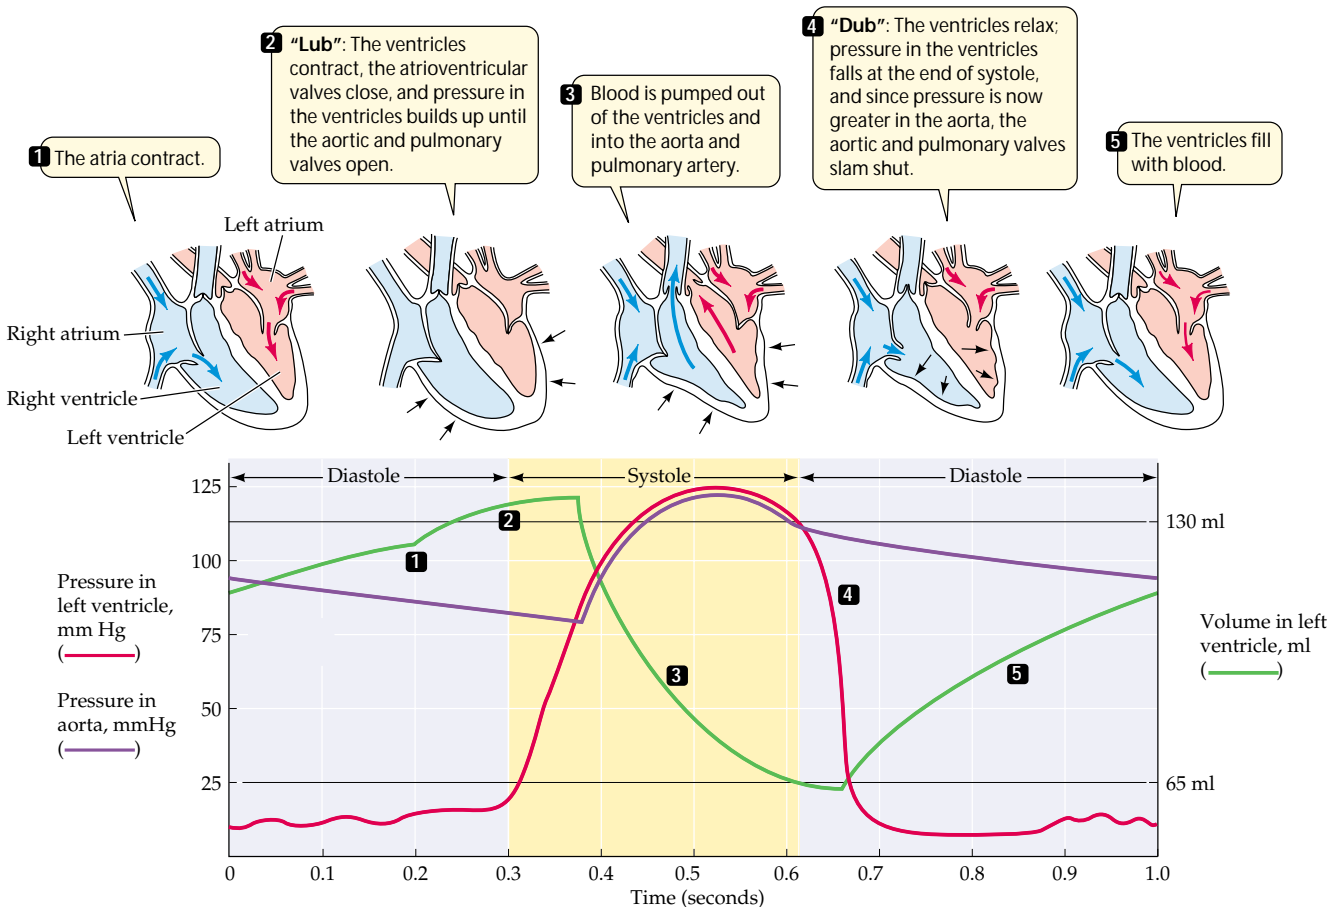 1 The atria contract.
2 “Lub”: The ventricles
contract, the atrioventricular
valves close, and pressure in
the ventricles builds up until
the aortic and pulmonary
valves open.
3 Blood is pumped out
of the ventricles and
into the aorta and
pulmonary artery.
4 “Dub”: The ventricles relax;
pressure in the ventricles
falls at the end of systole,
and since pressure is now
greater in the aorta, the
aortic and pulmonary valves
slam shut.
5 The ventricles fill
with blood.
Left atrium
Right atrium
Right ventricle
Left ventricle
Diastole
Systole
Diastole
125
100
75
50
25
130 ml
65 ml
1
2
3
4
5
Pressure in
left ventricle,
mm Hg
( )
Pressure in
aorta, mmHg
( )
Volume in left
ventricle, ml
( )
0 0.1 0.2 0.3 0.4 0.5 0.6 0.7 0.8 0.9 1.0
Time (seconds)